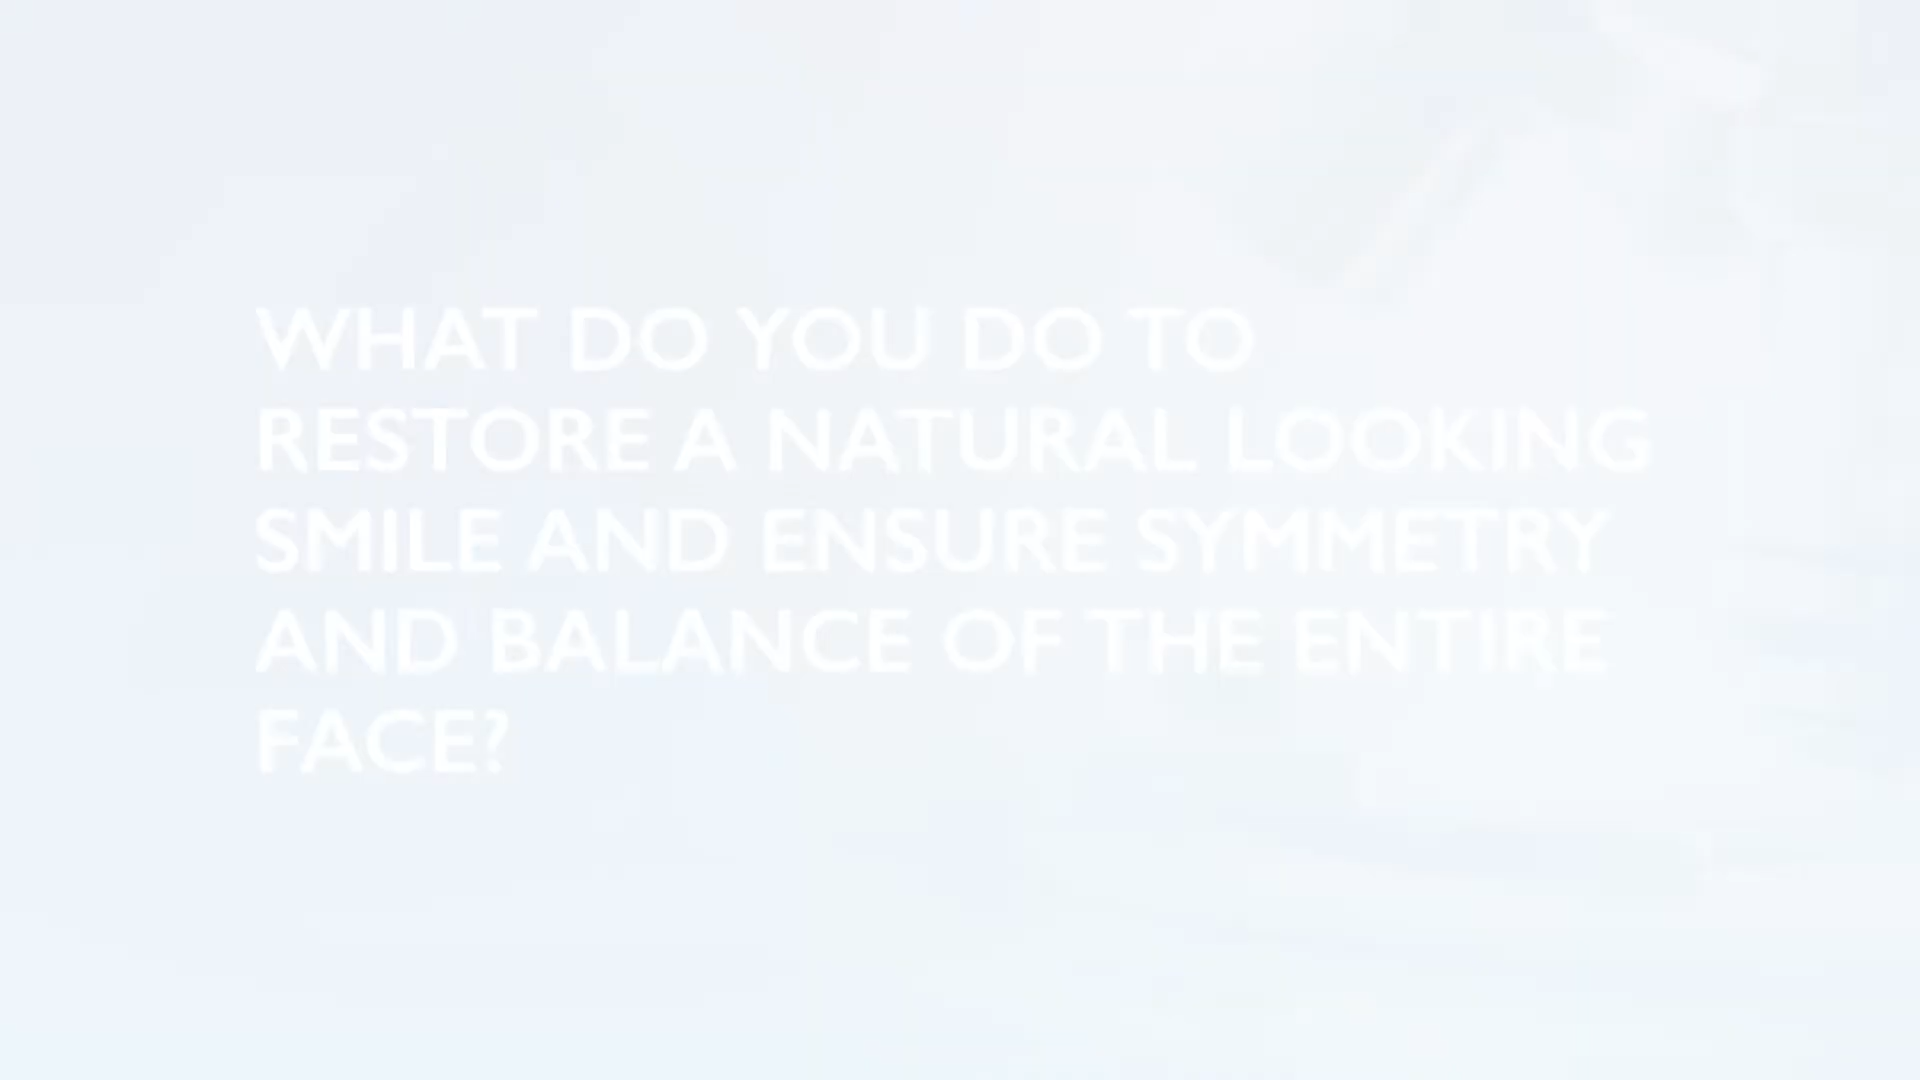 WHAT DO YOU DO TO
RESTORE A NATURAL LOOKING
SMILE AND ENSURE SYMMETRY
AND BALANCE OF THE ENTIRE
FACE?